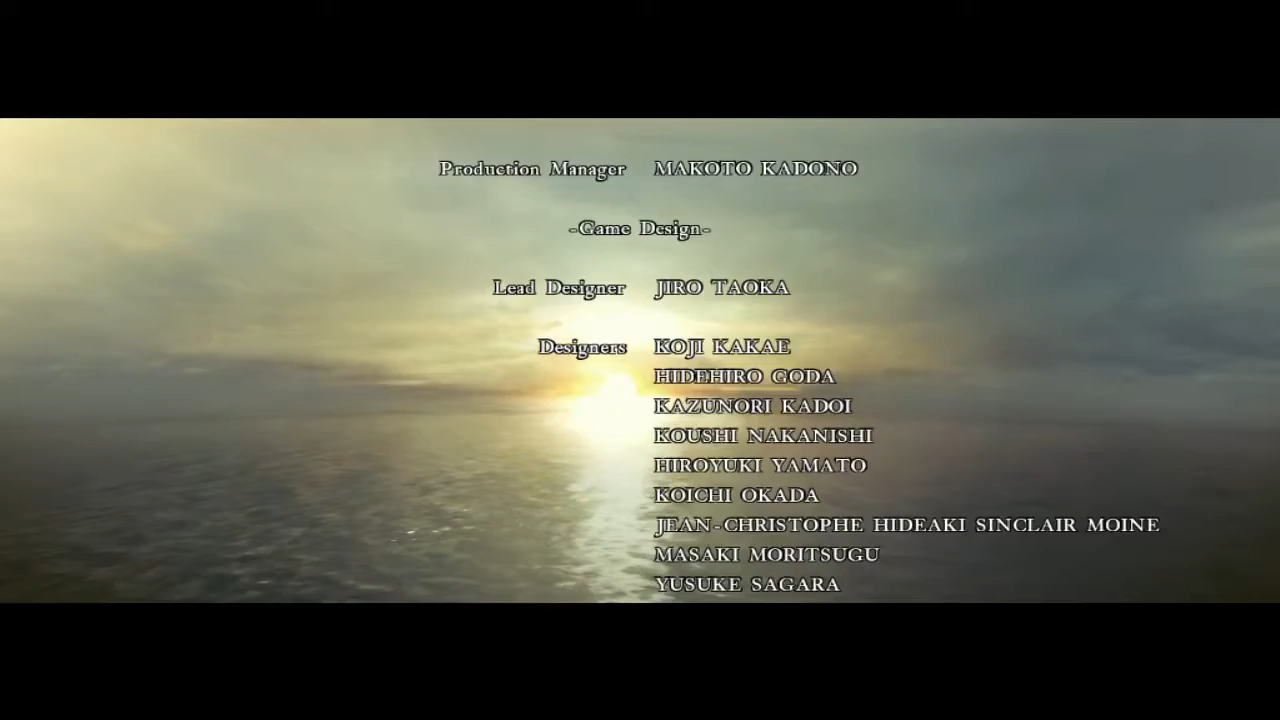 Production Manager MAKOTO KADONO
-Game Design-
Lead Designer JIRO TAOKA
Designers KOJI KAKAE
HIDEHIRO GODA
KAZUNORI KADOI
KOUSHI NAKANISHI
HIROYUKI YAMATO
KOICHI OKADA
JEAN-CHRISTOPHE HIDEAKI SINCLAIR MOINE
MASAKI MORITSUGU
YUSUKE SAGARA